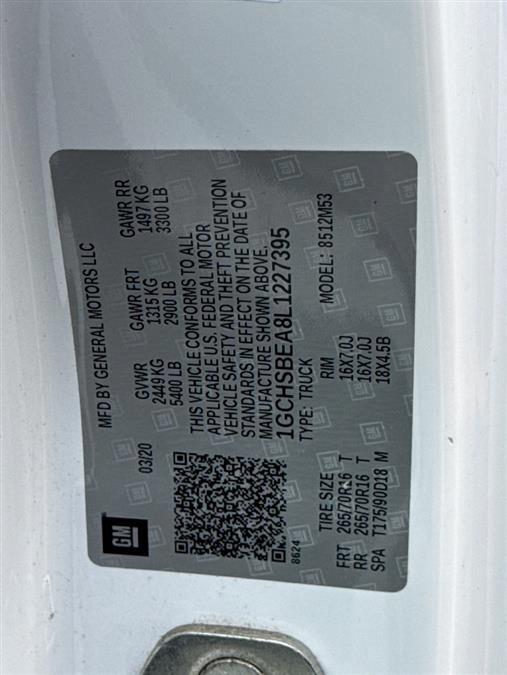 MFD BY GENERAL MOTORS LLC
03/20 GVWR GAWR FRT GAWR RR
2449 KG 1315 KG 1497 KG
5400 LB 2900 LB 3300 LB
THIS VEHICLE CONFORMS TO ALL
APPLICABLE U.S. FEDERAL MOTOR
VEHICLE SAFETY AND THEFT PREVENTION
STANDARDS IN EFFECT ON THE DATE OF
MANUFACTURE SHOWN ABOVE.
1GCHSBEA8L1227395
TYPE: TRUCK MODEL: 8512M53
GM
8624
TIRE SIZE RIM
FRT 265/70R16 T 16X7.0J
RR 265/70R16 T 16X7.0J
SPA T175/90D18 M 18X4.5B